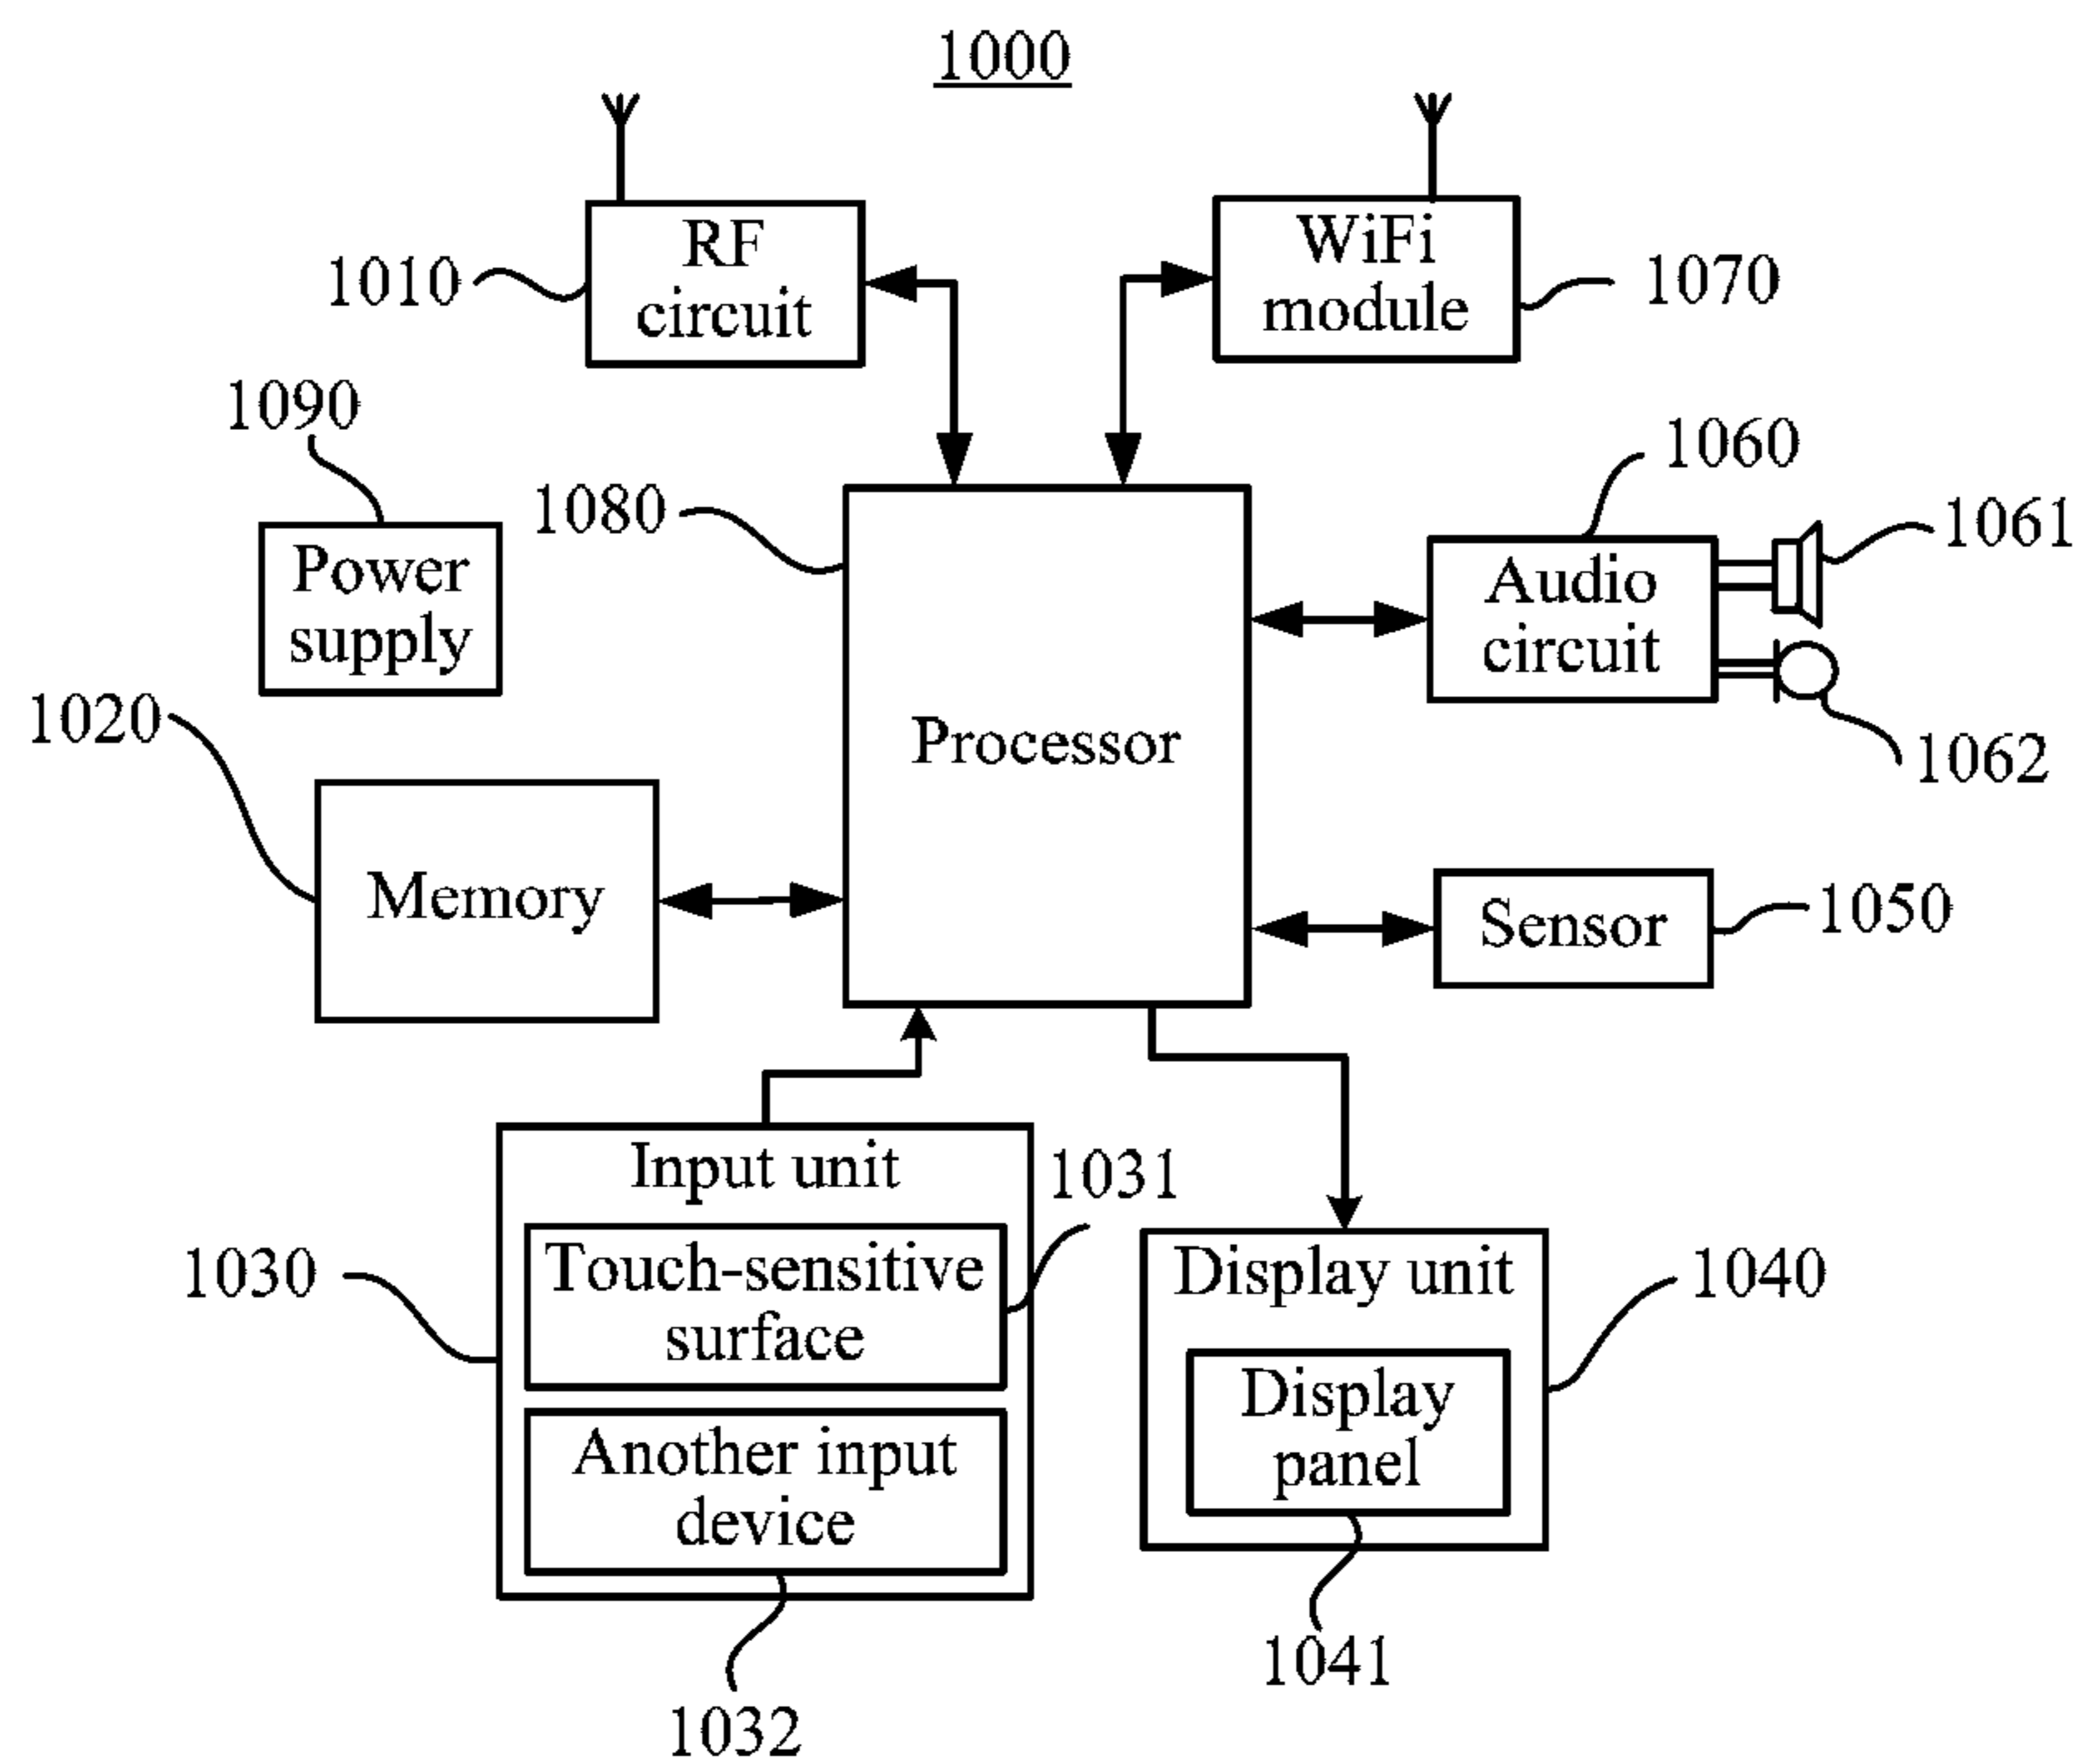 1000
RF
circuit
1010
WiFi
module
1070
1090
Power
supply
1080
Processor
1060
Audio
circuit
1061
1062
1020
Memory
Sensor
1050
Input unit
1031
Touch-sensitive
surface
1030
Another input
device
1032
Display unit
1040
Display
panel
1041